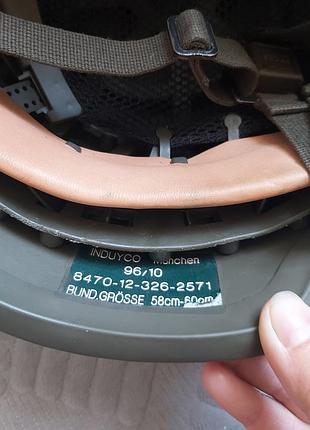 INDUYCO München
96/10
8470-12-326-2571
RUND.GRÖSSE 58cm-60cm